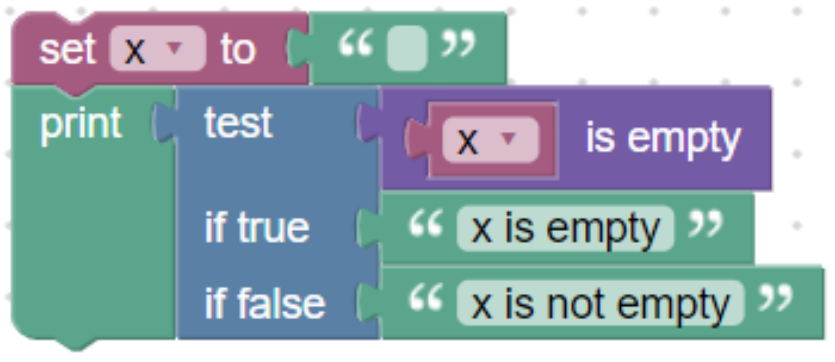 set x to “ ”
print test x is empty
if true “ x is empty ”
if false “ x is not empty ”